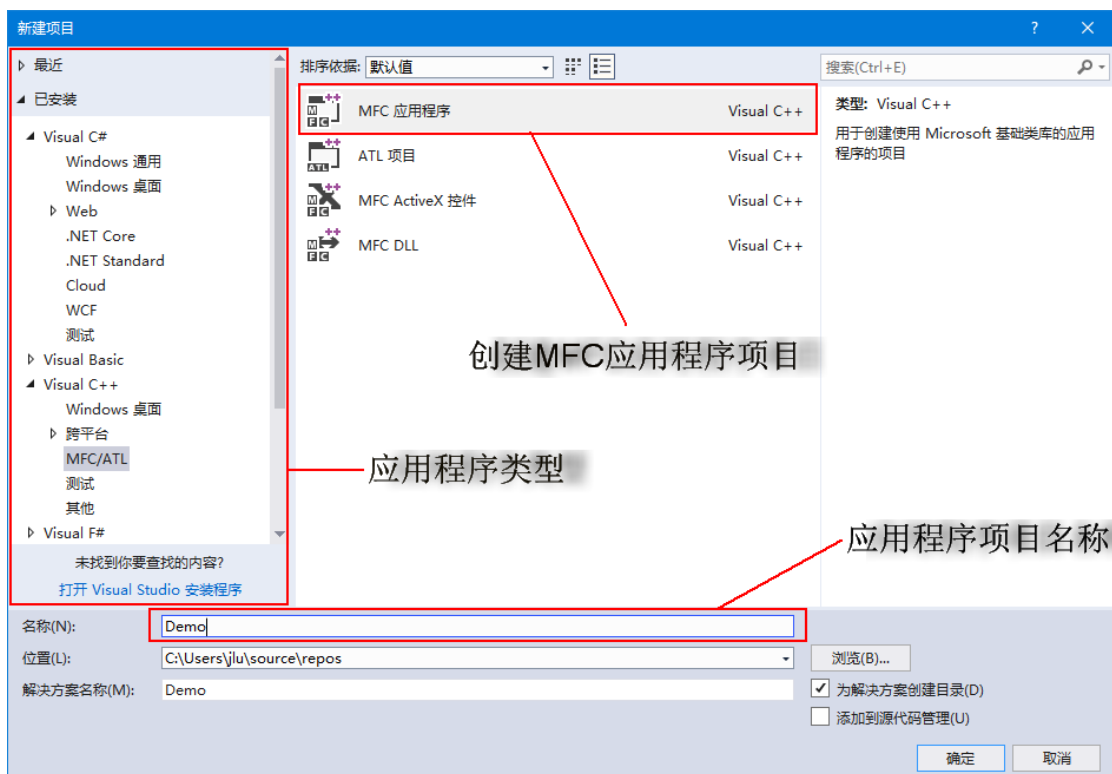 新建项目
最近
已安装
Visual C#
Windows 通用
Windows 桌面
Web
.NET Core
.NET Standard
Cloud
WCF
测试
Visual Basic
Visual C++
Windows 桌面
跨平台
MFC/ATL
测试
其他
Visual F#
未找到你要查找的内容?
打开 Visual Studio 安装程序
排序依据: 默认值
MFC 应用程序 Visual C++
ATL 项目 Visual C++
MFC ActiveX 控件 Visual C++
MFC DLL Visual C++
搜索(Ctrl+E)
类型: Visual C++
用于创建使用 Microsoft 基础类库的应用
程序的项目
创建MFC应用程序项目
应用程序类型
应用程序项目名称
名称(N): Demo
位置(L): C:\Users\jlu\source\repos 浏览(B)...
解决方案名称(M): Demo
为解决方案创建目录(D)
添加到源代码管理(U)
确定 取消